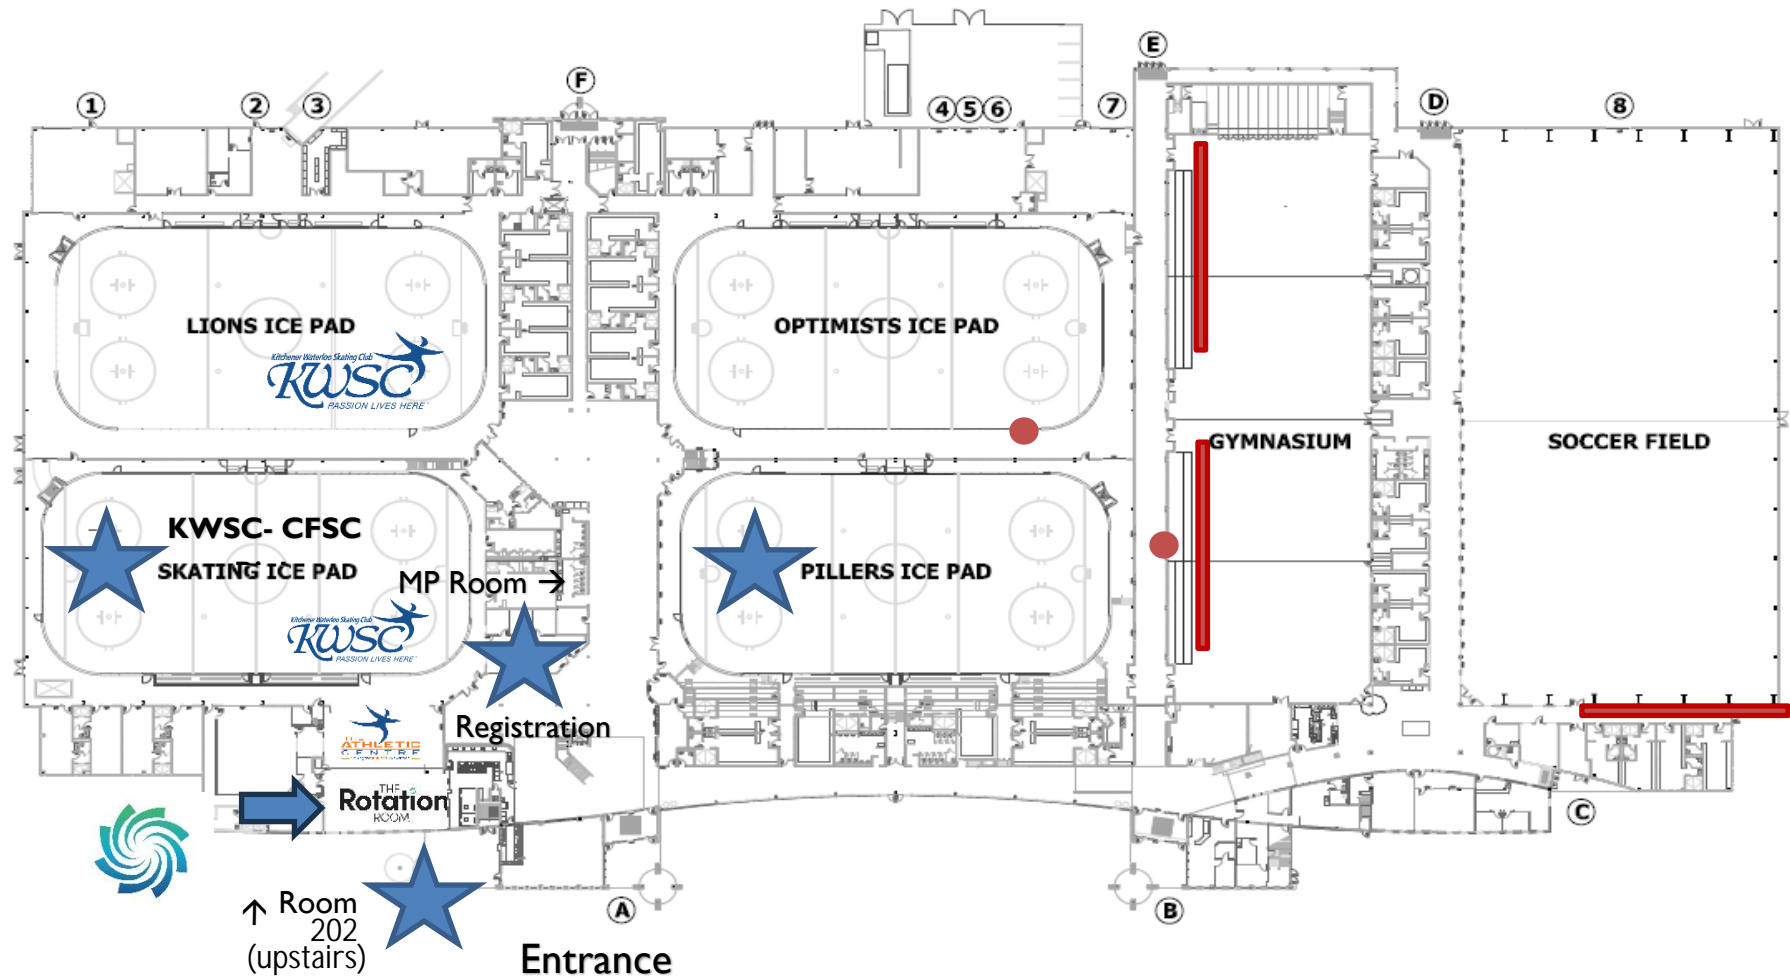 E
F
D
1
2
3
4
5
6
7
8
LIONS ICE PAD
Kitchener Waterloo Skating Club
KWSC
PASSION LIVES HERE
OPTIMISTS ICE PAD
GYMNASIUM
SOCCER FIELD
KWSC- CFSC
SKATING ICE PAD
MP Room →
PILLERS ICE PAD
Kitchener Waterloo Skating Club
KWSC
PASSION LIVES HERE
Registration
ATHLETIC
CENTRE
THE
Rotation
ROOM
C
↑ Room
202
(upstairs)
A
B
Entrance